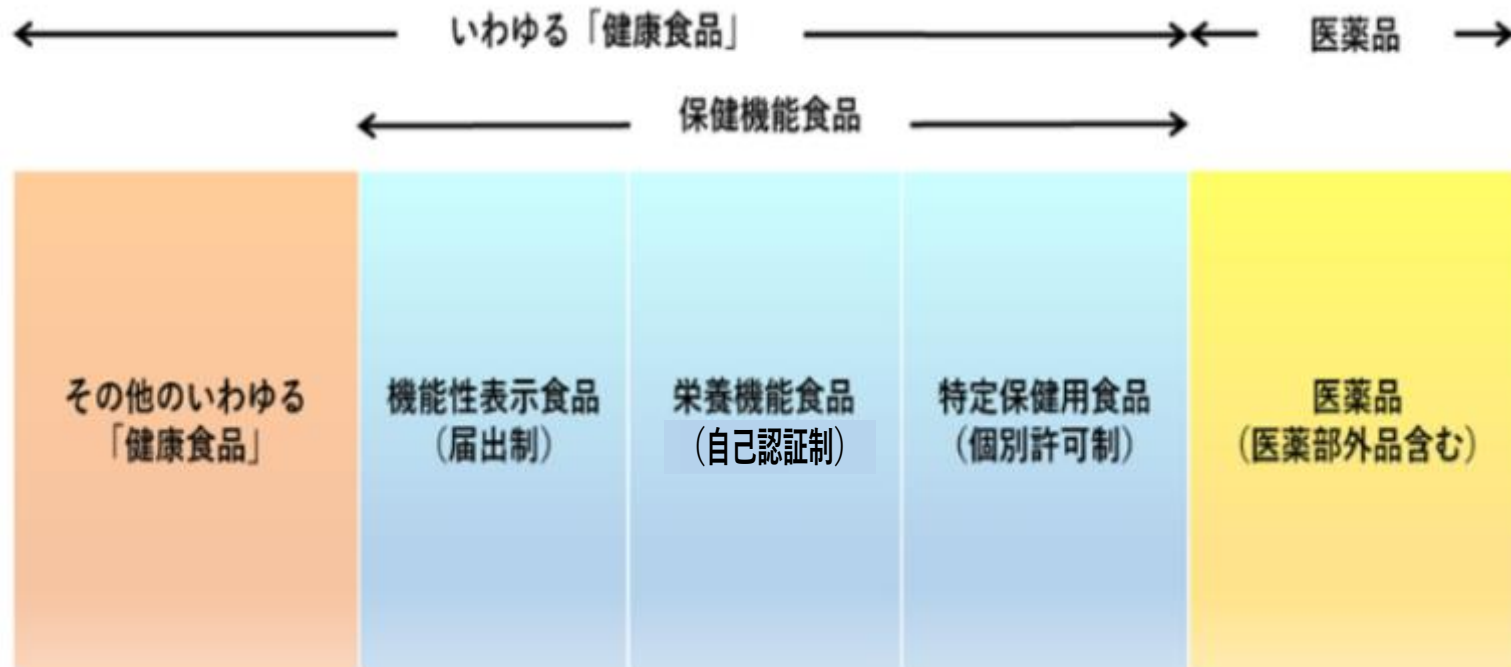 いわゆる「健康食品」
医薬品
保健機能食品
その他のいわゆる
「健康食品」
機能性表示食品
（届出制）
栄養機能食品
（自己認証制）
特定保健用食品
（個別許可制）
医薬品
（医薬部外品含む）